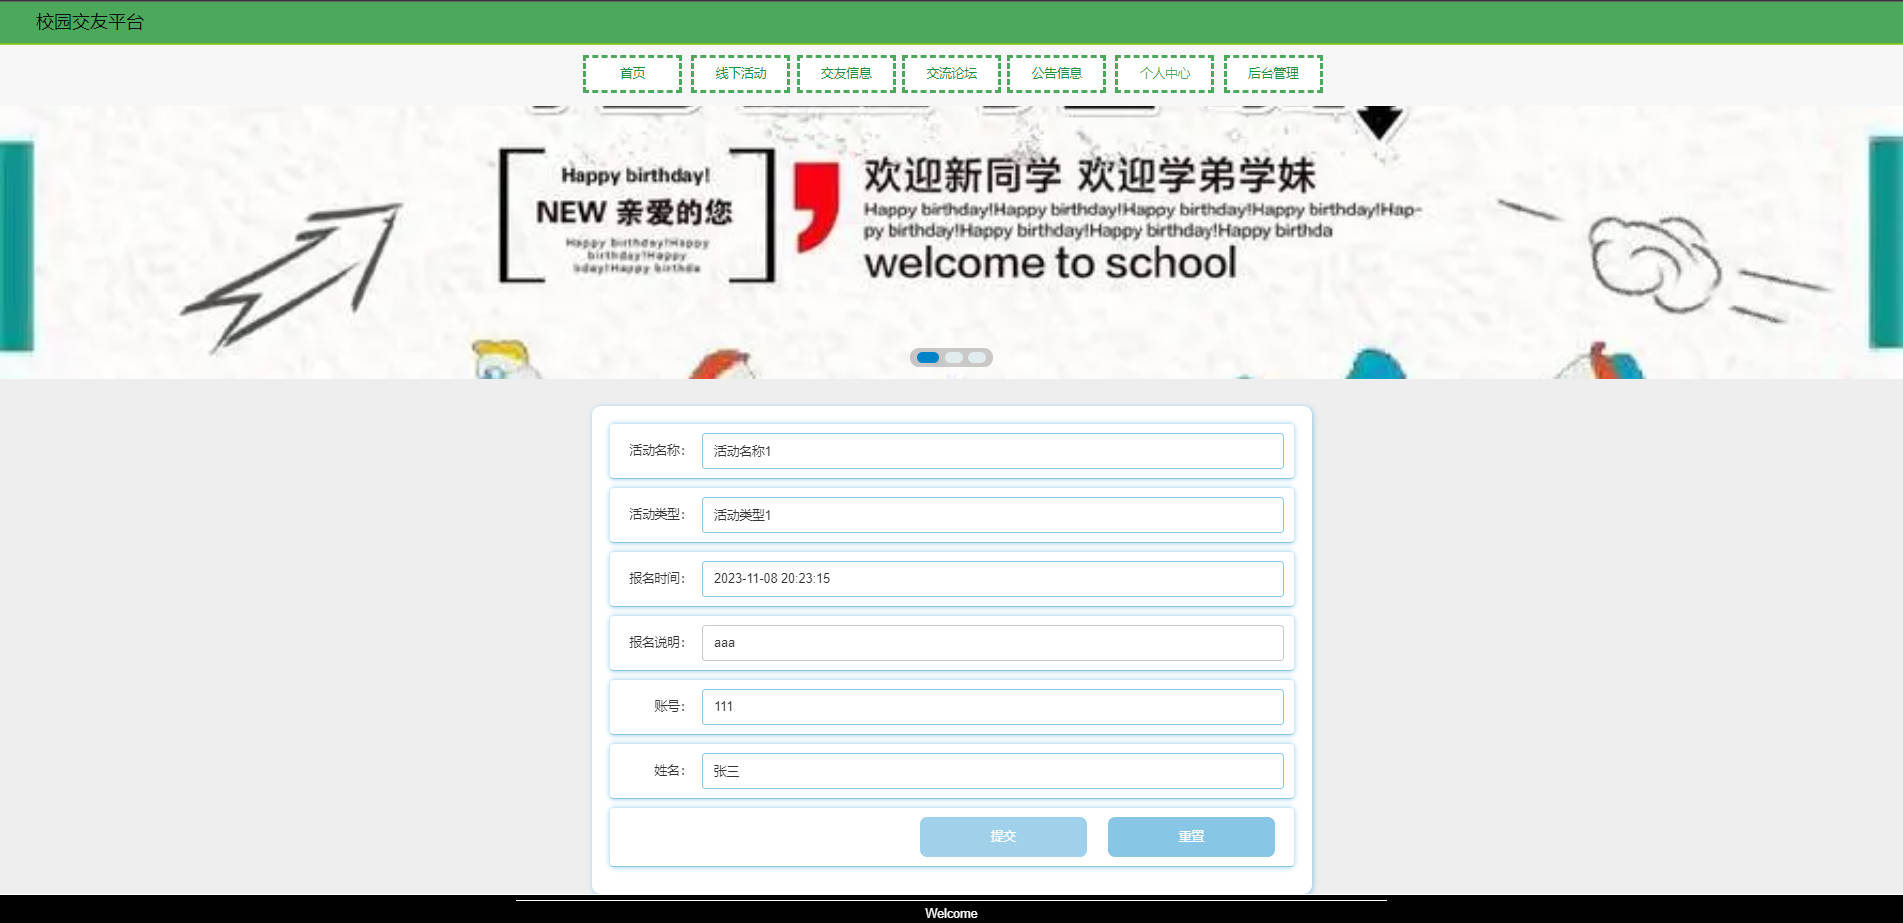 校园交友平台
首页 线下活动 交友信息 交流论坛 公告信息 个人中心 后台管理
Happy birthday!
NEW 亲爱的您
Happy birthday!Happy
birthday!Happy
bday!Happy birthda
欢迎新同学 欢迎学弟学妹
Happy birthday!Happy birthday!Happy birthday!Happy birthday!Hap-
py birthday!Happy birthday!Happy birthday!Happy birthda
welcome to school
活动名称： 活动名称1
活动类型： 活动类型1
报名时间： 2023-11-08 20:23:15
报名说明： aaa
账号： 111
姓名： 张三
提交 重置
Welcome